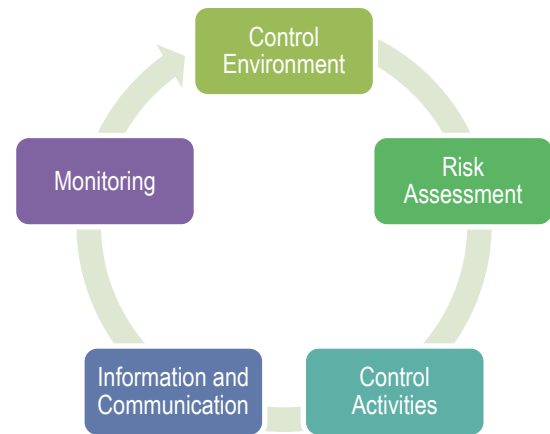 Control
Environment
Risk
Assessment
Control
Activities
Information and
Communication
Monitoring